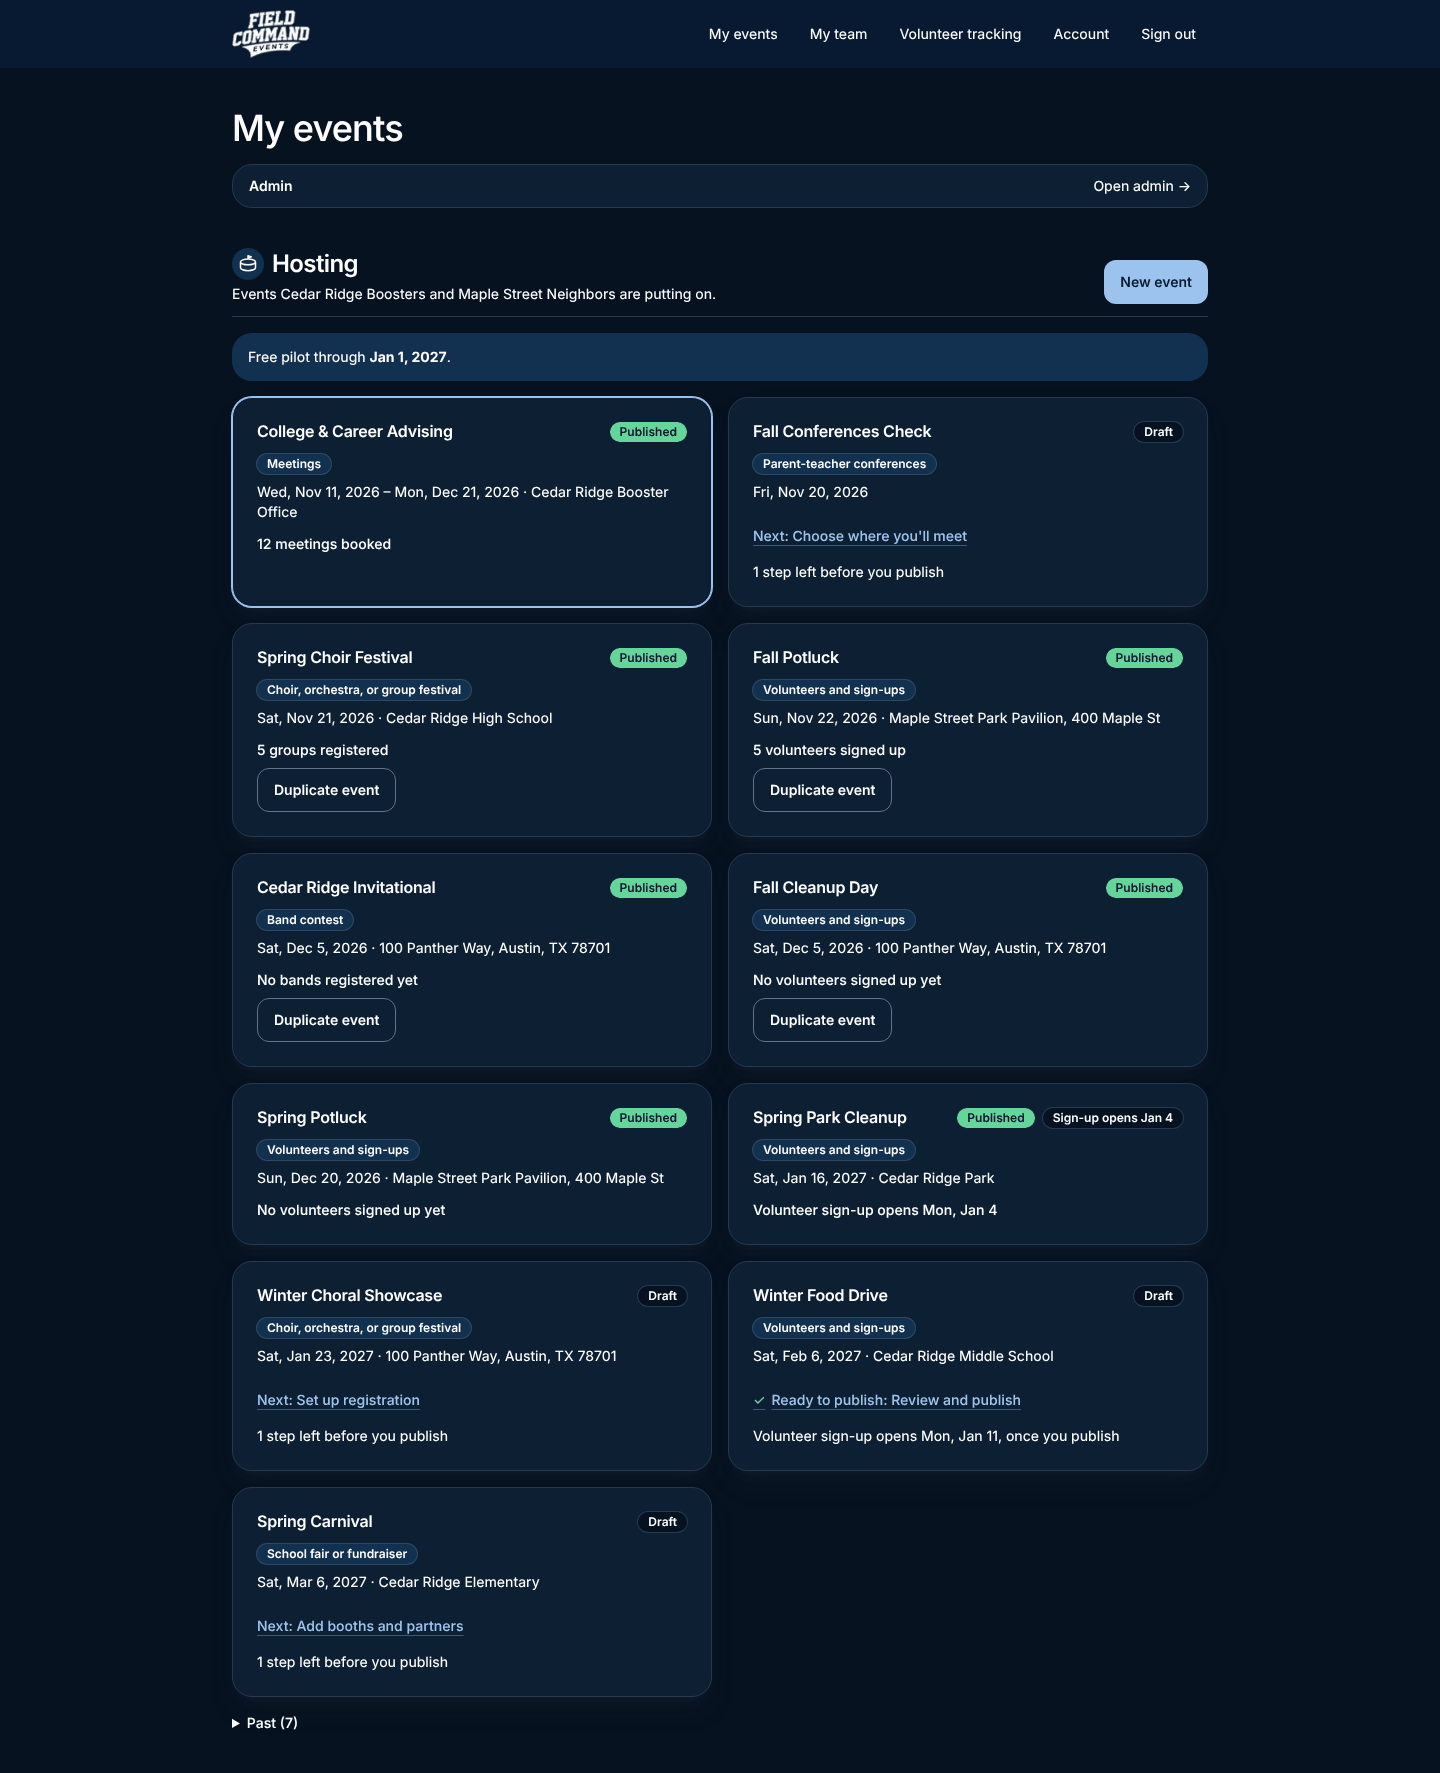 FIELD
COMMAND
EVENTS
My events
My team
Volunteer tracking
Account
Sign out
My events
Admin
Open admin →
Hosting
Events Cedar Ridge Boosters and Maple Street Neighbors are putting on.
New event
Free pilot through Jan 1, 2027.
College & Career Advising
Published
Meetings
Wed, Nov 11, 2026 – Mon, Dec 21, 2026 · Cedar Ridge Booster
Office
12 meetings booked
Fall Conferences Check
Draft
Parent-teacher conferences
Fri, Nov 20, 2026
Next: Choose where you'll meet
1 step left before you publish
Spring Choir Festival
Published
Choir, orchestra, or group festival
Sat, Nov 21, 2026 · Cedar Ridge High School
5 groups registered
Duplicate event
Fall Potluck
Published
Volunteers and sign-ups
Sun, Nov 22, 2026 · Maple Street Park Pavilion, 400 Maple St
5 volunteers signed up
Duplicate event
Cedar Ridge Invitational
Published
Band contest
Sat, Dec 5, 2026 · 100 Panther Way, Austin, TX 78701
No bands registered yet
Duplicate event
Fall Cleanup Day
Published
Volunteers and sign-ups
Sat, Dec 5, 2026 · 100 Panther Way, Austin, TX 78701
No volunteers signed up yet
Duplicate event
Spring Potluck
Published
Volunteers and sign-ups
Sun, Dec 20, 2026 · Maple Street Park Pavilion, 400 Maple St
No volunteers signed up yet
Spring Park Cleanup
Published
Sign-up opens Jan 4
Volunteers and sign-ups
Sat, Jan 16, 2027 · Cedar Ridge Park
Volunteer sign-up opens Mon, Jan 4
Winter Choral Showcase
Draft
Choir, orchestra, or group festival
Sat, Jan 23, 2027 · 100 Panther Way, Austin, TX 78701
Next: Set up registration
1 step left before you publish
Winter Food Drive
Draft
Volunteers and sign-ups
Sat, Feb 6, 2027 · Cedar Ridge Middle School
✓ Ready to publish: Review and publish
Volunteer sign-up opens Mon, Jan 11, once you publish
Spring Carnival
Draft
School fair or fundraiser
Sat, Mar 6, 2027 · Cedar Ridge Elementary
Next: Add booths and partners
1 step left before you publish
▶ Past (7)